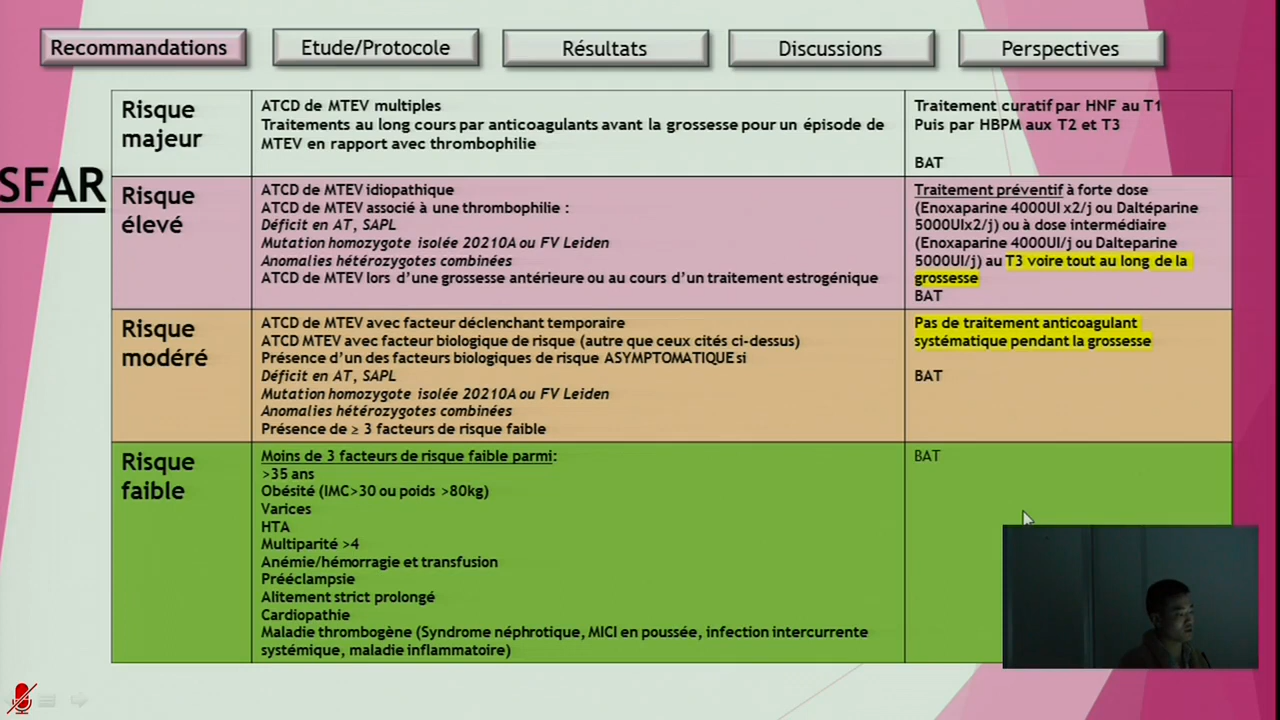 Recommandations
Etude/Protocole
Résultats
Discussions
Perspectives
SFAR
Risque
majeur
ATCD de MTEV multiples
Traitements au long cours par anticoagulants avant la grossesse pour un épisode de
MTEV en rapport avec thrombophilie
Traitement curatif par HNF au T1
Puis par HBPM aux T2 et T3
BAT
Risque
élevé
ATCD de MTEV idiopathique
ATCD de MTEV associé à une thrombophilie :
Déficit en AT, SAPL
Mutation homozygote isolée 20210A ou FV Leiden
Anomalies hétérozygotes combinées
ATCD de MTEV lors d'une grossesse antérieure ou au cours d'un traitement estrogénique
Traitement préventif à forte dose
(Enoxaparine 4000UI x2/j ou Daltéparine
5000UIx2/j) ou à dose intermédiaire
(Enoxaparine 4000UI/j ou Dalteparine
5000UI/j) au T3 voire tout au long de la
grossesse
BAT
Risque
modéré
ATCD de MTEV avec facteur déclenchant temporaire
ATCD MTEV avec facteur biologique de risque (autre que ceux cités ci-dessus)
Présence d'un des facteurs biologiques de risque ASYMPTOMATIQUE si
Déficit en AT, SAPL
Mutation homozygote isolée 20210A ou FV Leiden
Anomalies hétérozygotes combinées
Présence de ≥ 3 facteurs de risque faible
Pas de traitement anticoagulant
systématique pendant la grossesse
BAT
Risque
faible
Moins de 3 facteurs de risque faible parmi:
>35 ans
Obésité (IMC>30 ou poids >80kg)
Varices
HTA
Multiparité >4
Anémie/hémorragie et transfusion
Prééclampsie
Alitement strict prolongé
Cardiopathie
Maladie thrombogène (Syndrome néphrotique, MICI en poussée, infection intercurrente
systémique, maladie inflammatoire)
BAT